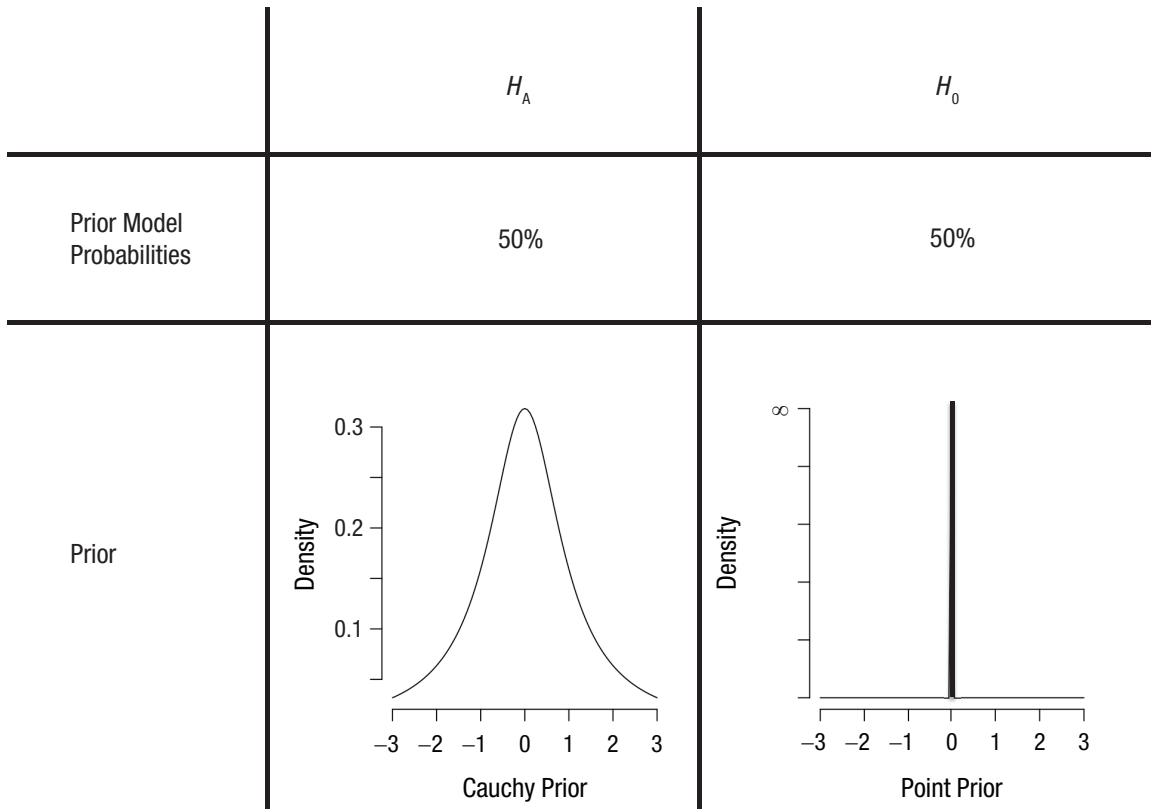 H_A
H_0
Prior Model
Probabilities
50%
50%
Prior
Density
0.3
0.2
0.1
−3 −2 −1 0 1 2 3
Cauchy Prior
Density
∞
−3 −2 −1 0 1 2 3
Point Prior